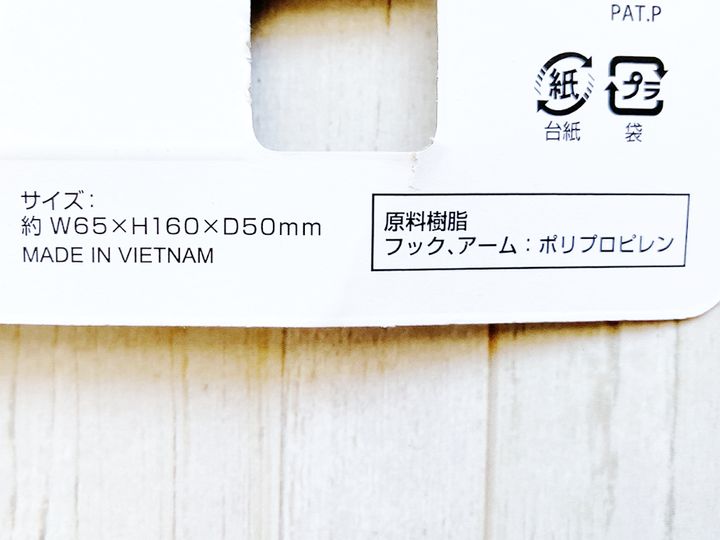 PAT.P
紙 プラ
台紙 袋
サイズ:
約 W65×H160×D50mm
MADE IN VIETNAM
原料樹脂
フック、アーム：ポリプロピレン